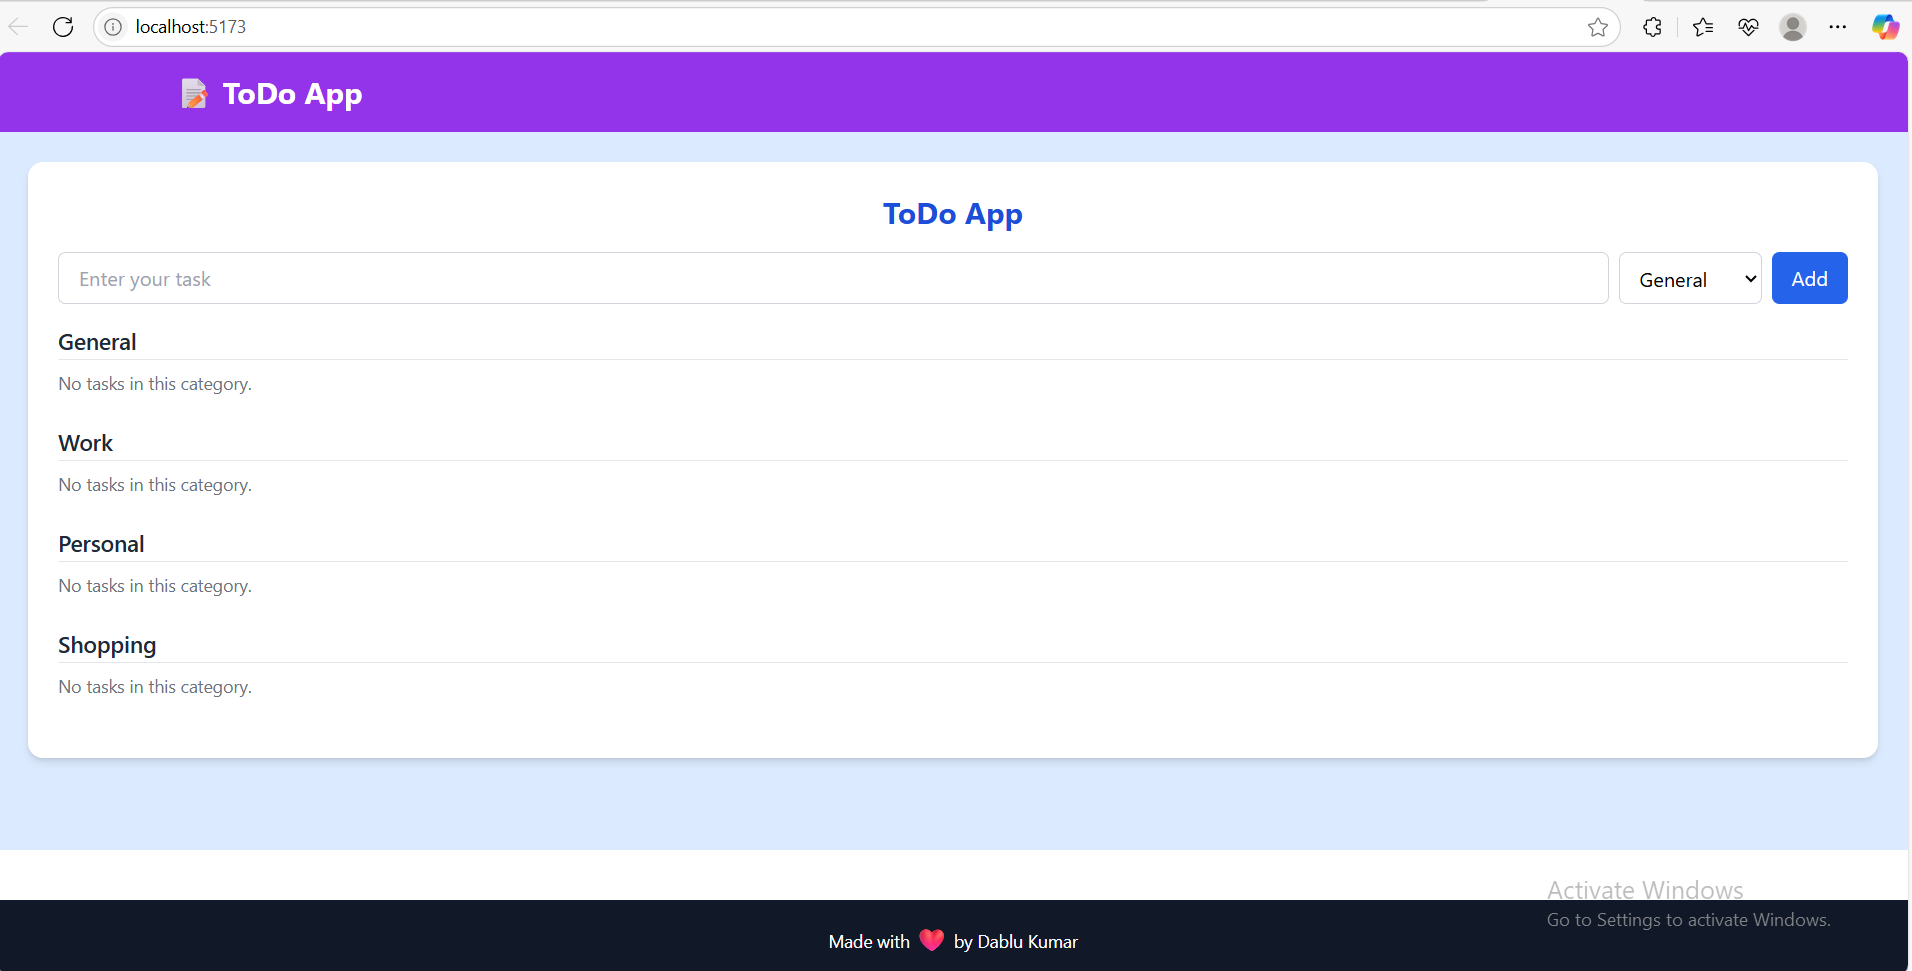 localhost:5173
ToDo App
ToDo App
Enter your task
General
Add
General
No tasks in this category.
Work
No tasks in this category.
Personal
No tasks in this category.
Shopping
No tasks in this category.
Activate Windows
Go to Settings to activate Windows.
Made with ❤️ by Dablu Kumar